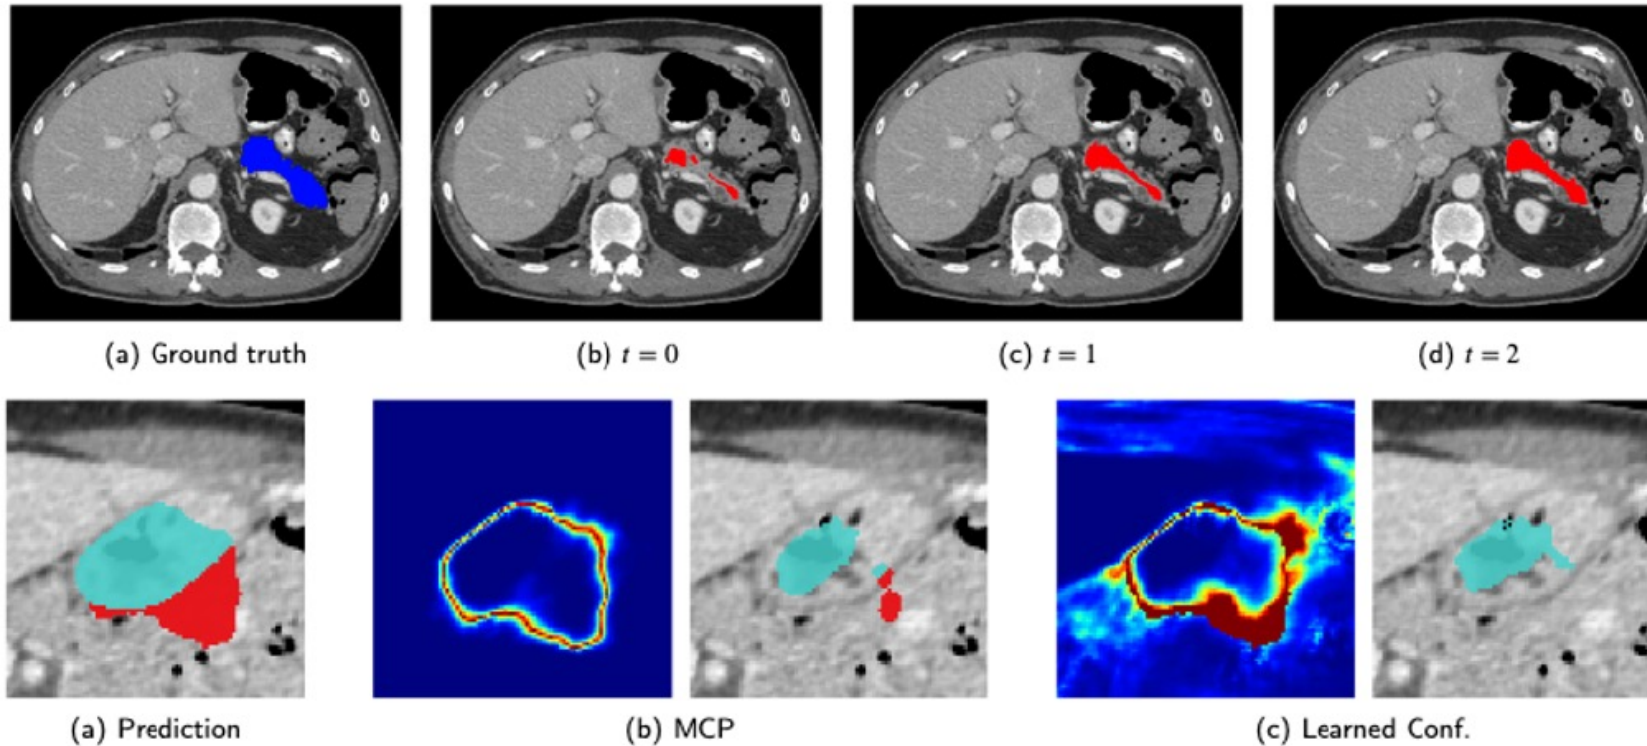 (a) Ground truth
(b) t = 0
(c) t = 1
(d) t = 2
(a) Prediction
(b) MCP
(c) Learned Conf.